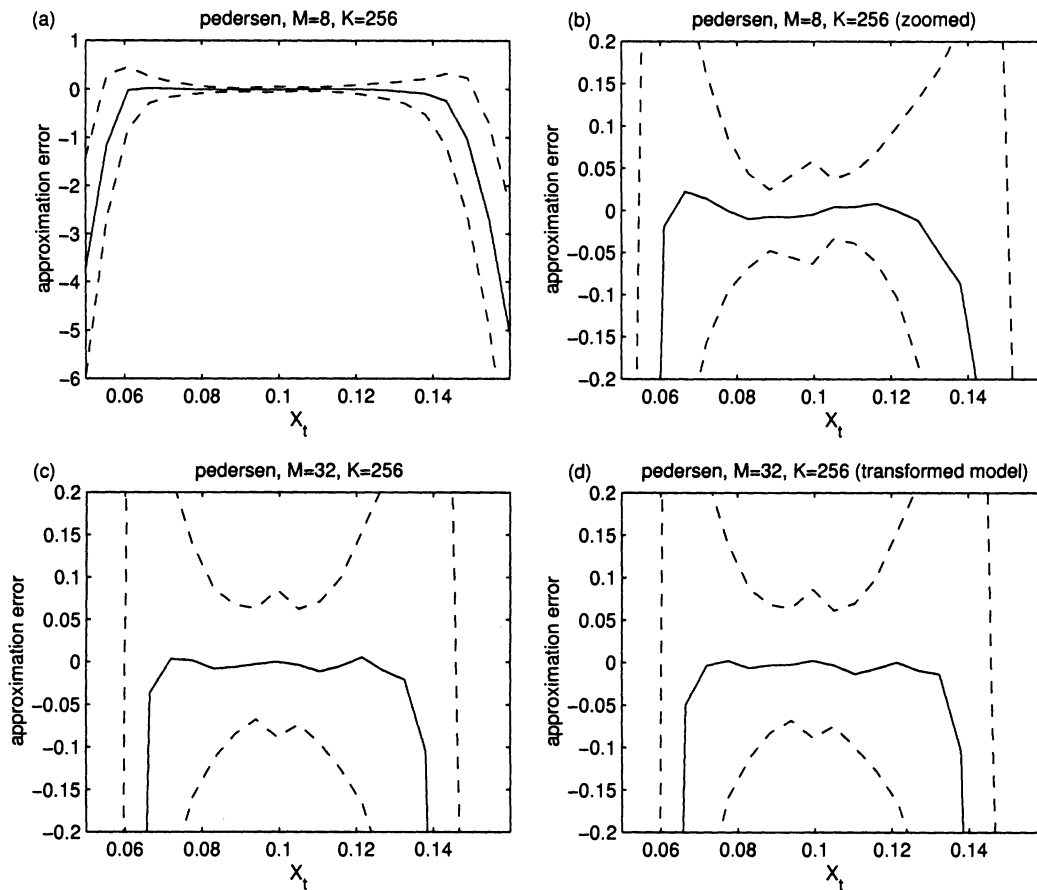 (a) pedersen, M=8, K=256
1
0
−1
−2
−3
−4
−5
−6
approximation error
0.06 0.08 0.10 0.12 0.14
X_t
(b) pedersen, M=8, K=256 (zoomed)
0.2
0.15
0.1
0.05
0
−0.05
−0.1
−0.15
−0.2
approximation error
0.06 0.08 0.10 0.12 0.14
X_t
(c) pedersen, M=32, K=256
0.2
0.15
0.1
0.05
0
−0.05
−0.1
−0.15
−0.2
approximation error
0.06 0.08 0.10 0.12 0.14
X_t
(d) pedersen, M=32, K=256 (transformed model)
0.2
0.15
0.1
0.05
0
−0.05
−0.1
−0.15
−0.2
approximation error
0.06 0.08 0.10 0.12 0.14
X_t